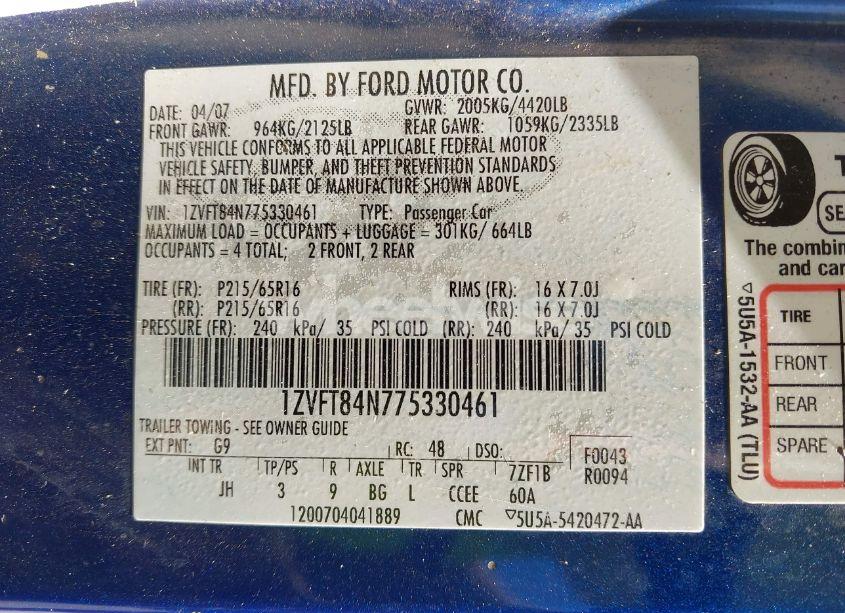 MFD. BY FORD MOTOR CO.
DATE: 04/07 GVWR: 2005KG/4420LB
FRONT GAWR: 964KG/2125LB REAR GAWR: 1059KG/2335LB
THIS VEHICLE CONFORMS TO ALL APPLICABLE FEDERAL MOTOR
VEHICLE SAFETY, BUMPER, AND THEFT PREVENTION STANDARDS
IN EFFECT ON THE DATE OF MANUFACTURE SHOWN ABOVE.
VIN: 1ZVFT84N775330461 TYPE: Passenger Car
MAXIMUM LOAD = OCCUPANTS + LUGGAGE = 301KG/ 664LB
OCCUPANTS = 4 TOTAL; 2 FRONT, 2 REAR
TIRE (FR): P215/65R16 RIMS (FR): 16 X 7.0J
(RR): P215/65R16 (RR): 16 X 7.0J
PRESSURE (FR): 240 kPa/ 35 PSI COLD (RR): 240 kPa/ 35 PSI COLD
1ZVFT84N775330461
TRAILER TOWING - SEE OWNER GUIDE
EXT PNT: G9 RC: 48 DSO: F0043
R0094
INT TR TP/PS R AXLE TR SPR 7ZF1B
JH 3 9 BG L CCEE 60A
1200704041889 CMC ▽5U5A-5420472-AA
T
SE
The combin
and car
TIRE
FRONT
REAR
SPARE
▽5U5A-1532-AA (TLU)